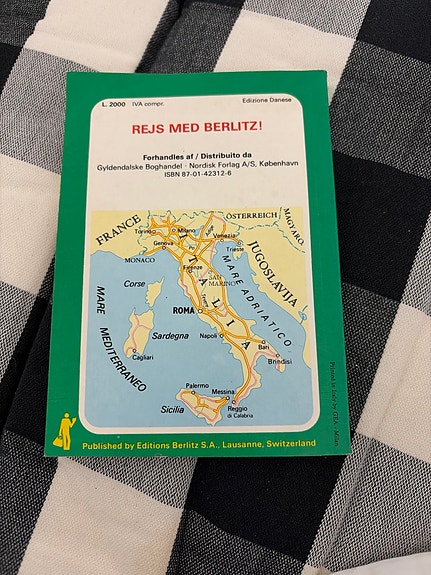 L. 2000 IVA compr.
Edizione Danese
REJS MED BERLITZ!
Forhandles af / Distribuito da
Gyldendalske Boghandel · Nordisk Forlag A/S, København
ISBN 87-01-42312-6
FRANCE
ÖSTERREICH
MAGYARO.
Torino
Milano
Venezia
Trieste
Genova
MONACO
JUGOSLAVIJA
Firenze
SAN MARINO
ITALIA
MARE ADRIATICO
Corse
ROMA
MARE MEDITERRANEO
Sardegna
Napoli
Bari
Brindisi
Cagliari
Palermo
Messina
Sicilia
Reggio
di Calabria
Published by Editions Berlitz S.A., Lausanne, Switzerland